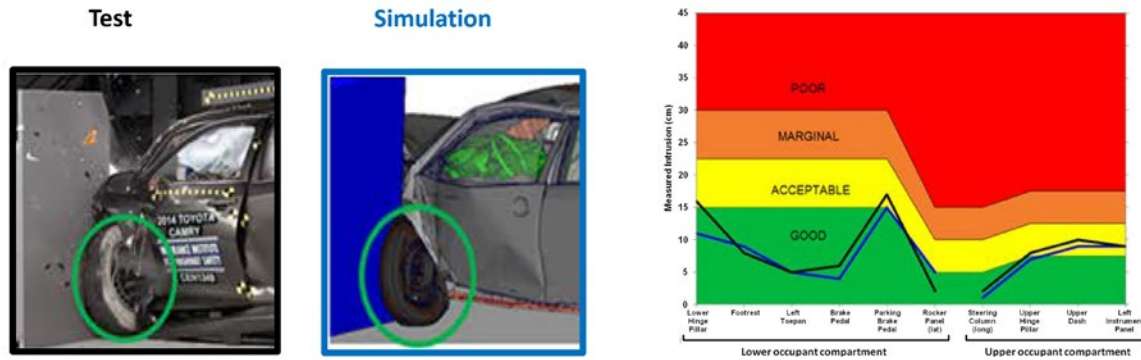 Test
Simulation
2014 TOYOTA
CAMRY
45
40
35
30
25
20
15
10
5
0
Measured Intrusion (cm)
POOR
MARGINAL
ACCEPTABLE
GOOD
Lower
Hinge
Pillar
Footrest
Left
Toepan
Brake
Pedal
Parking
Brake
Pedal
Rocker
Panel
(lat)
Steering
Column
(long)
Upper
Hinge
Pillar
Upper
Dash
Left
Instrument
Panel
Lower occupant compartment
Upper occupant compartment